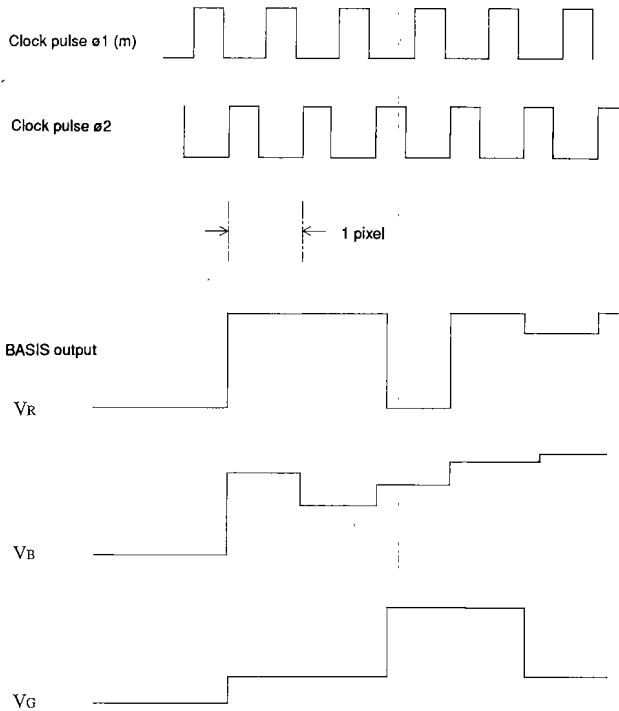 Clock pulse ø1 (m)
Clock pulse ø2
1 pixel
BASIS output
VR
VB
VG